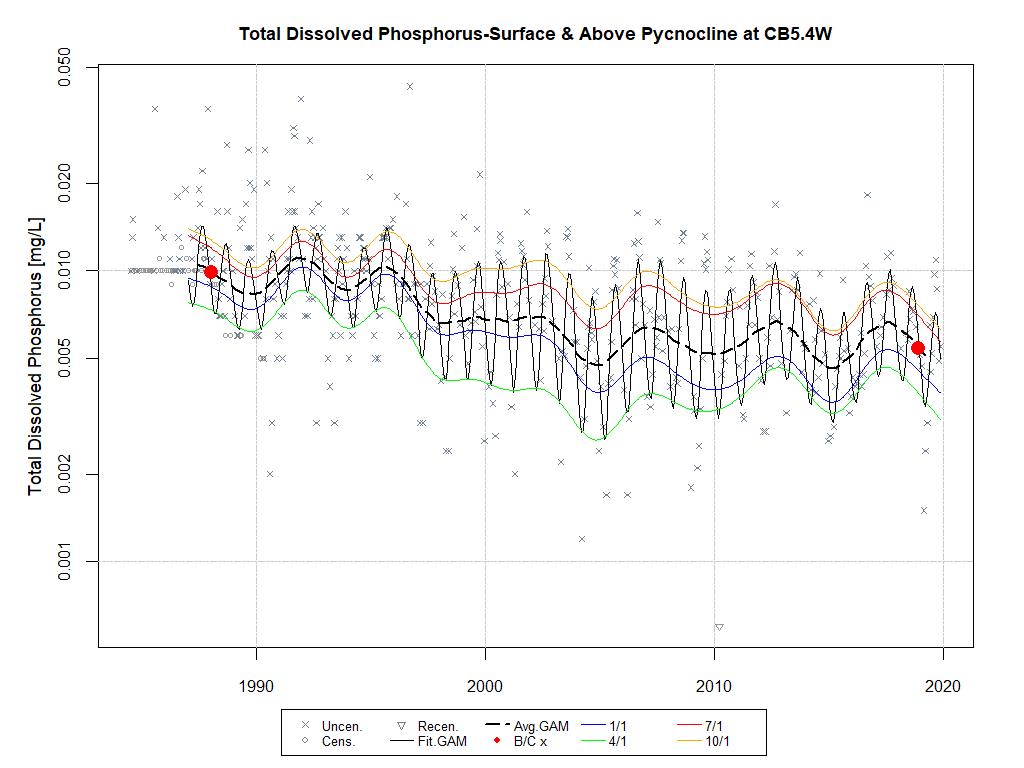 Total Dissolved Phosphorus-Surface & Above Pycnocline at CB5.4W
Total Dissolved Phosphorus [mg/L]
0.050
0.020
0.010
0.005
0.002
0.001
1990 2000 2010 2020
Uncen. Recen. Avg.GAM 1/1 7/1
Cens. Fit.GAM B/C x 4/1 10/1